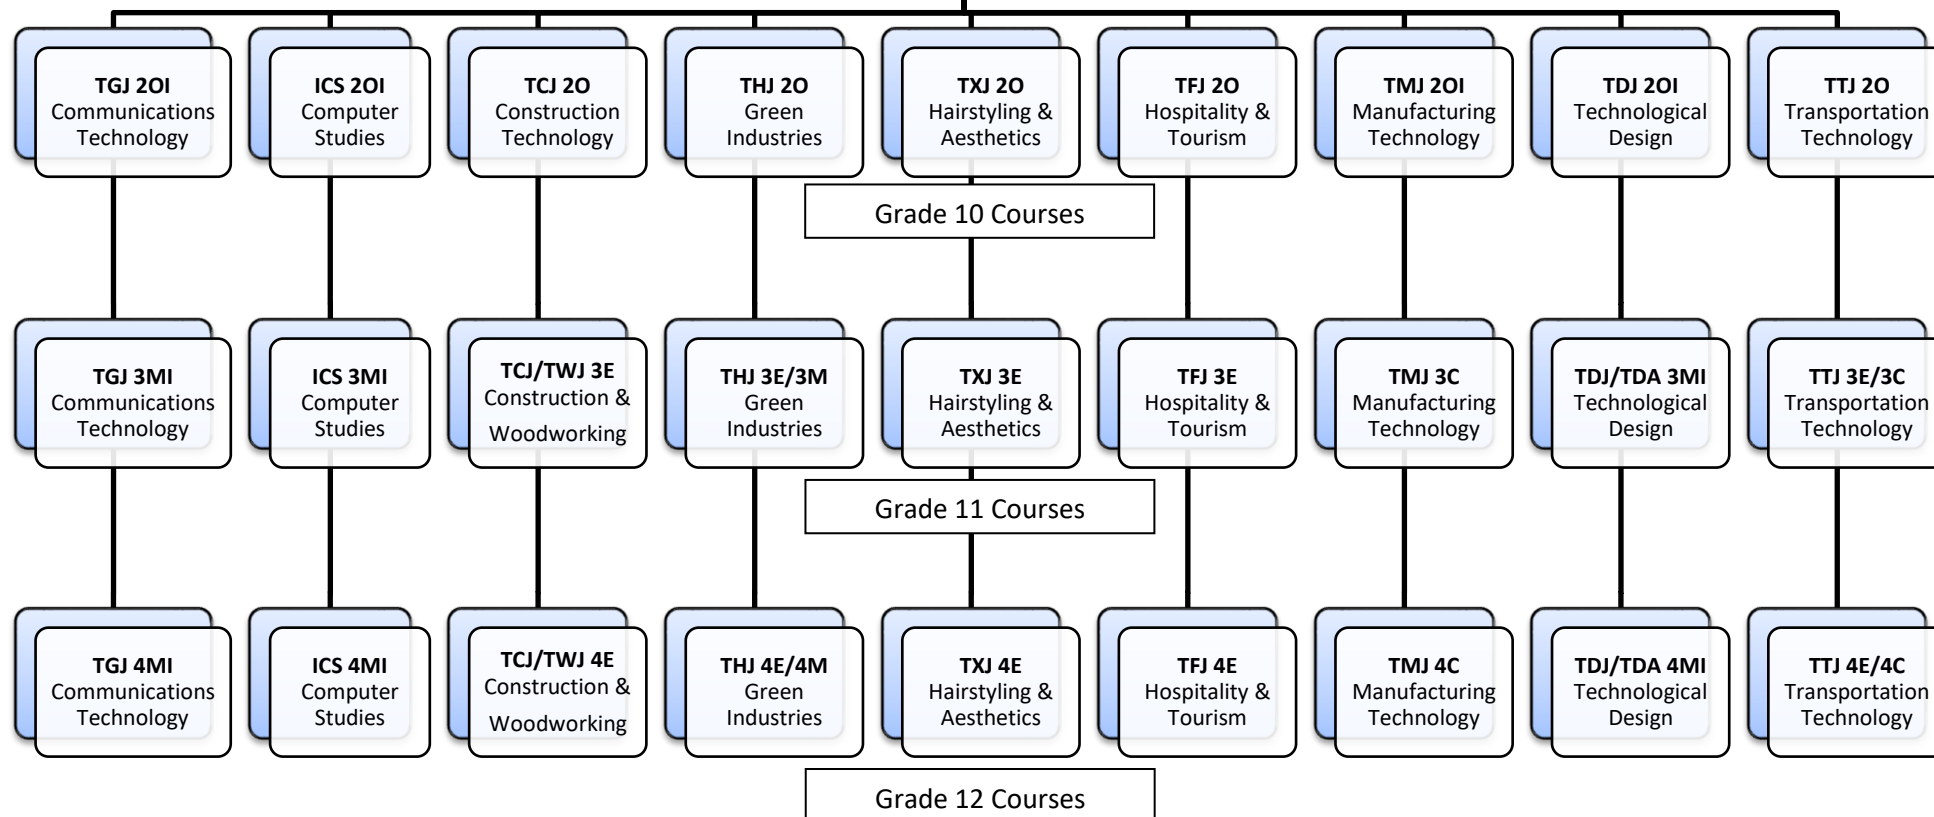 TGJ 2OI
Communications
Technology
ICS 2OI
Computer
Studies
TCJ 2O
Construction
Technology
THJ 2O
Green
Industries
TXJ 2O
Hairstyling &
Aesthetics
TFJ 2O
Hospitality &
Tourism
TMJ 2OI
Manufacturing
Technology
TDJ 2OI
Technological
Design
TTJ 2O
Transportation
Technology
Grade 10 Courses
TGJ 3MI
Communications
Technology
ICS 3MI
Computer
Studies
TCJ/TWJ 3E
Construction &
Woodworking
THJ 3E/3M
Green
Industries
TXJ 3E
Hairstyling &
Aesthetics
TFJ 3E
Hospitality &
Tourism
TMJ 3C
Manufacturing
Technology
TDJ/TDA 3MI
Technological
Design
TTJ 3E/3C
Transportation
Technology
Grade 11 Courses
TGJ 4MI
Communications
Technology
ICS 4MI
Computer
Studies
TCJ/TWJ 4E
Construction &
Woodworking
THJ 4E/4M
Green
Industries
TXJ 4E
Hairstyling &
Aesthetics
TFJ 4E
Hospitality &
Tourism
TMJ 4C
Manufacturing
Technology
TDJ/TDA 4MI
Technological
Design
TTJ 4E/4C
Transportation
Technology
Grade 12 Courses